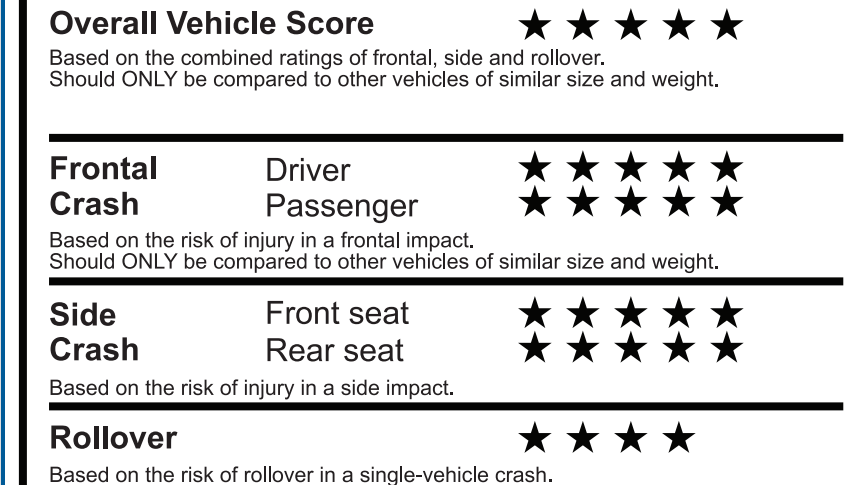 Overall Vehicle Score ★ ★ ★ ★ ★
Based on the combined ratings of frontal, side and rollover.
Should ONLY be compared to other vehicles of similar size and weight.
Frontal Driver ★ ★ ★ ★ ★
Crash Passenger ★ ★ ★ ★ ★
Based on the risk of injury in a frontal impact.
Should ONLY be compared to other vehicles of similar size and weight.
Side Front seat ★ ★ ★ ★ ★
Crash Rear seat ★ ★ ★ ★ ★
Based on the risk of injury in a side impact.
Rollover ★ ★ ★ ★
Based on the risk of rollover in a single-vehicle crash.